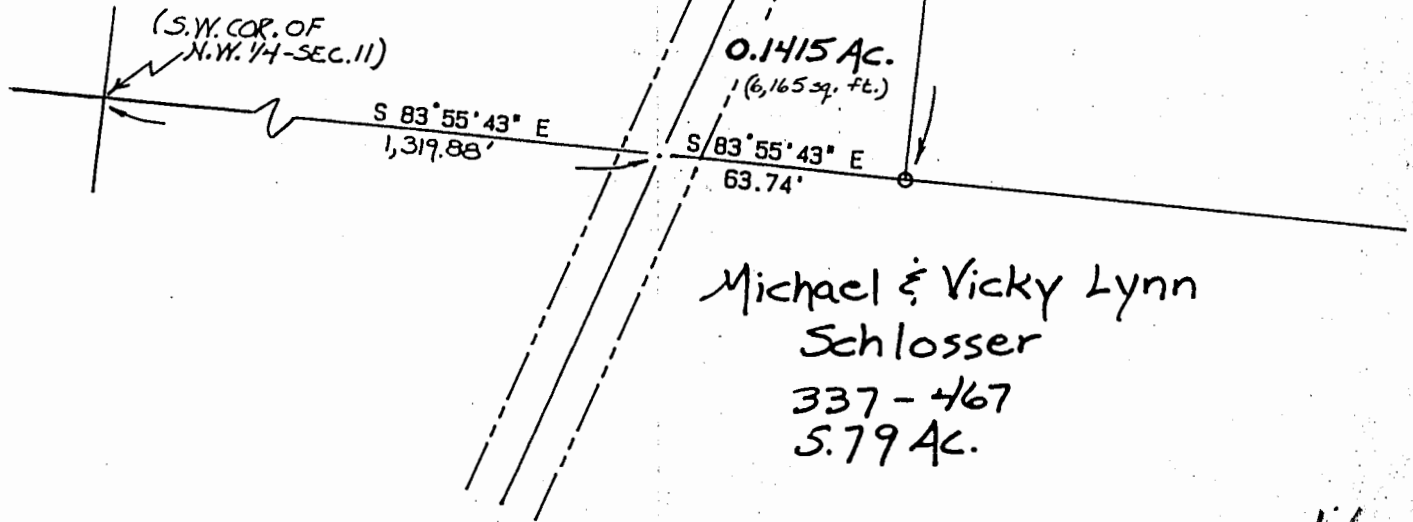 (S.W. COR. OF
N.W. 1/4-SEC. 11)
0.1415 Ac.
(6,165 sq. ft.)
S 83°55'43" E
1,319.88'
S 83°55'43" E
63.74'
Michael & Vicky Lynn
Schlosser
337-467
5.79 Ac.